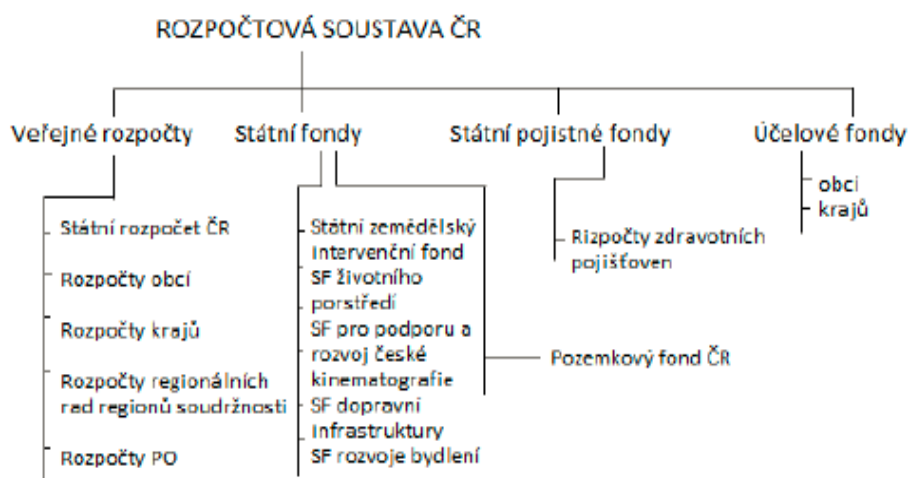 ROZPOČTOVÁ SOUSTAVA ČR
Veřejné rozpočty
Státní rozpočet ČR
Rozpočty obcí
Rozpočty krajů
Rozpočty regionálních
rad regionů soudržnosti
Rozpočty PO
Státní fondy
Státní zemědělský
intervenční fond
SF životního
porstředí
SF pro podporu a
rozvoj české
kinematografie
SF dopravní
infrastruktury
SF rozvoje bydlení
Pozemkový fond ČR
Státní pojistné fondy
Rizpočty zdravotních
pojišťoven
Účelové fondy
obcí
krajů